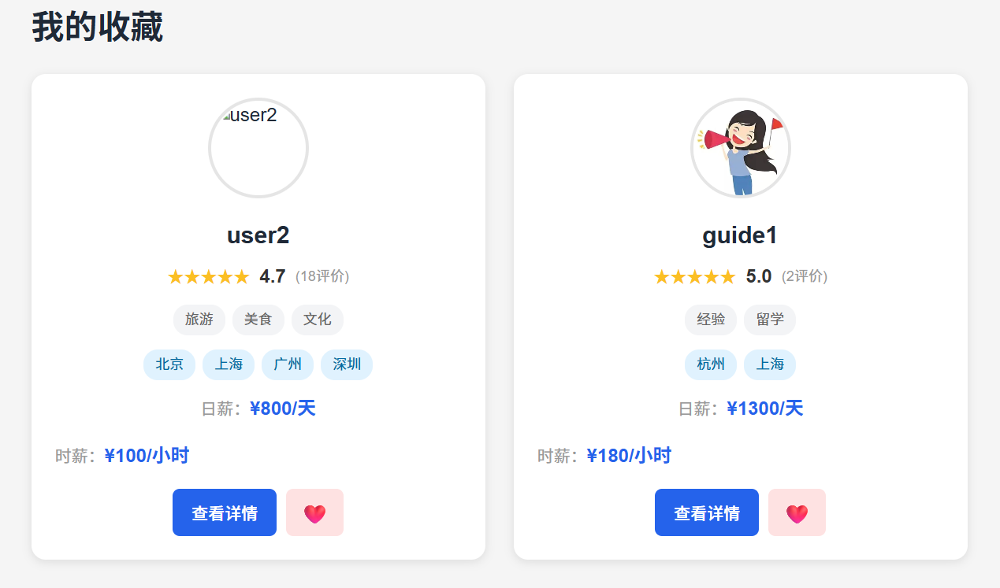 我的收藏
user2
user2
★★★★★ 4.7 (18评价)
旅游 美食 文化
北京 上海 广州 深圳
日薪：¥800/天
时薪：¥100/小时
查看详情
guide1
★★★★★ 5.0 (2评价)
经验 留学
杭州 上海
日薪：¥1300/天
时薪：¥180/小时
查看详情